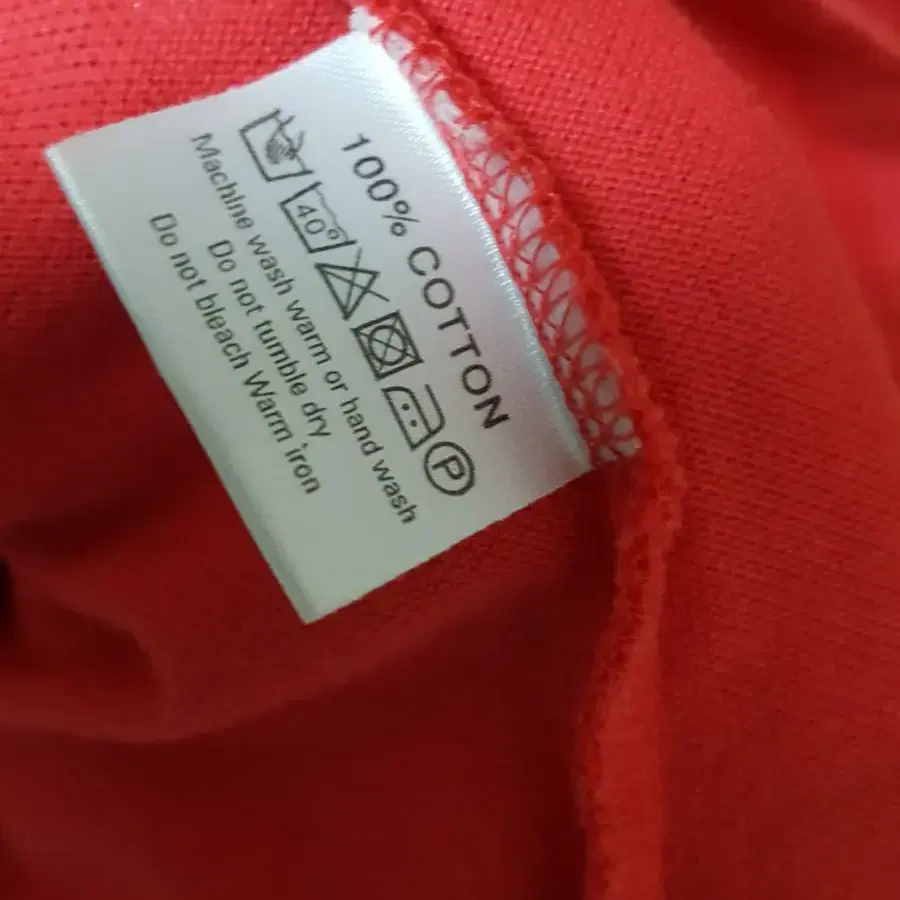 100% COTTON
40° P
Machine wash warm or hand wash
Do not tumble dry,
Do not bleach Warm iron